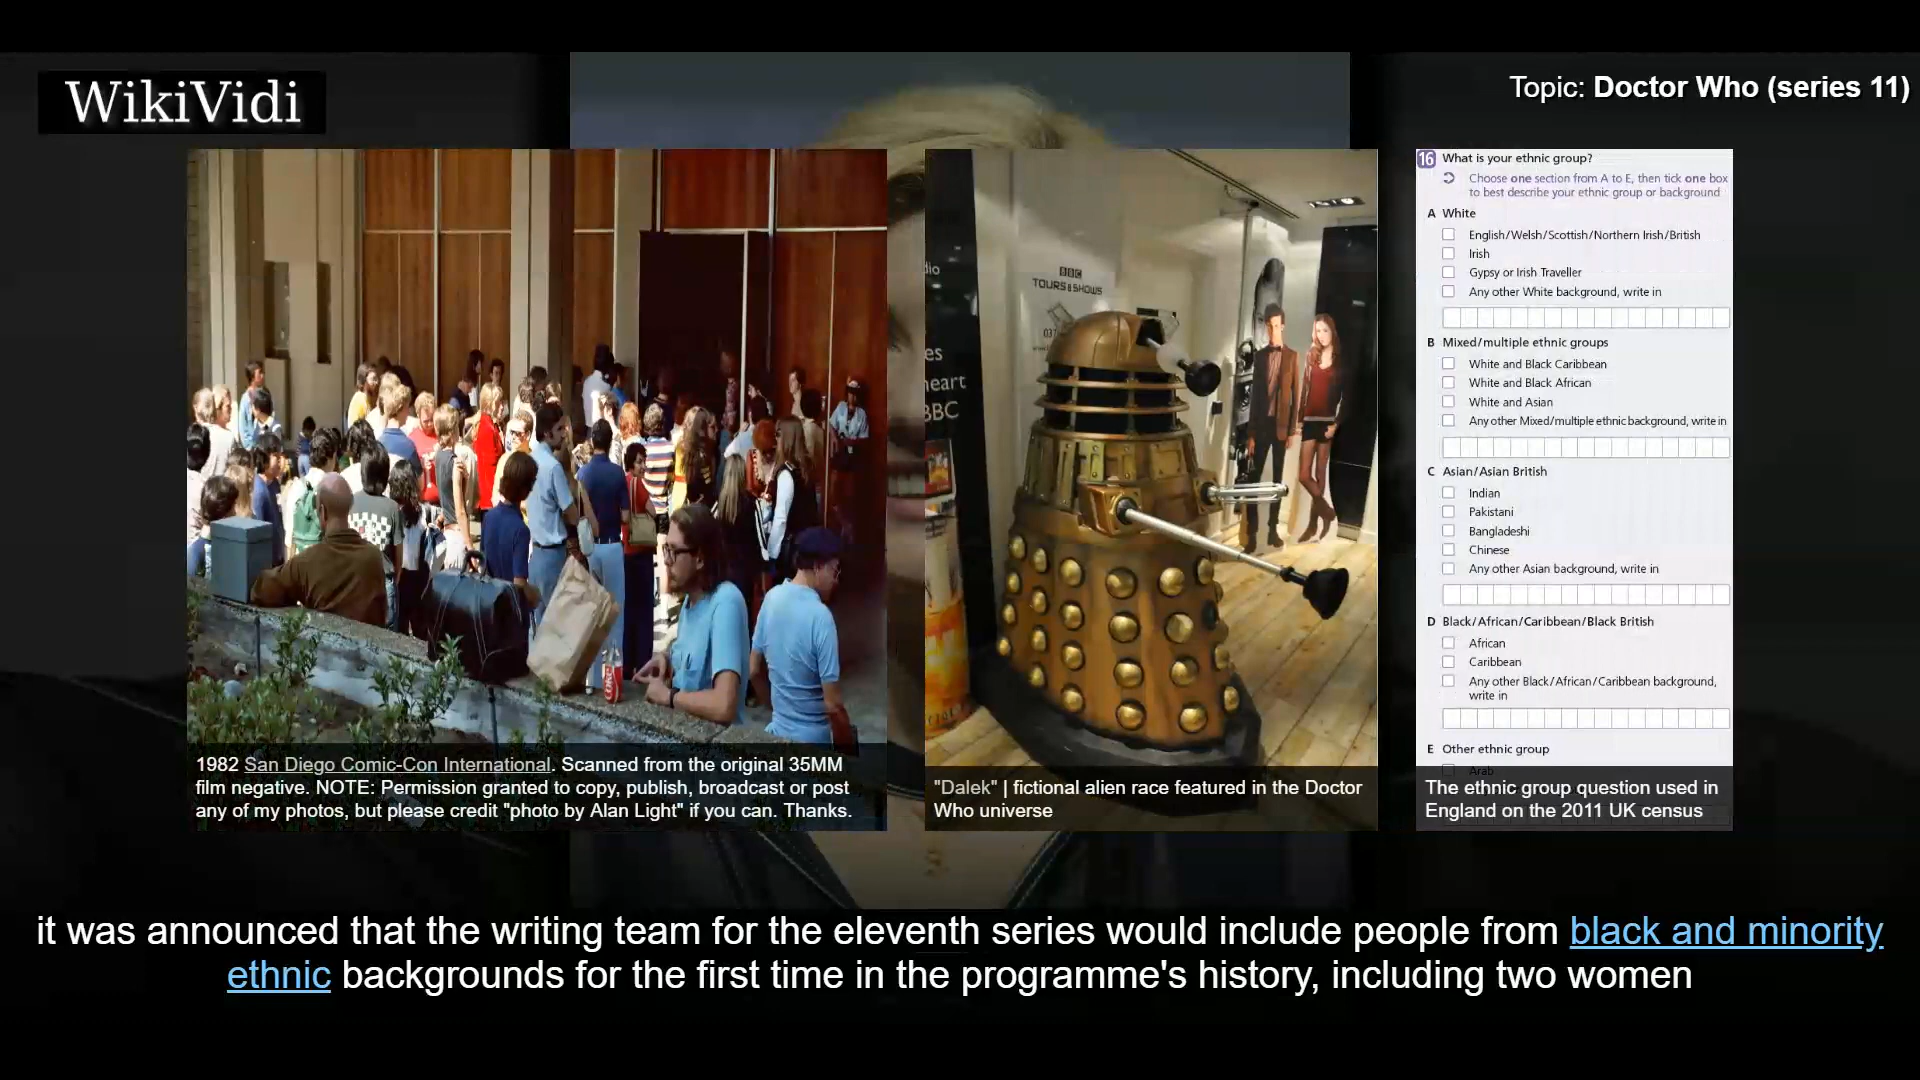 WikiVidi
Topic: Doctor Who (series 11)
1982 San Diego Comic-Con International. Scanned from the original 35MM
film negative. NOTE: Permission granted to copy, publish, broadcast or post
any of my photos, but please credit "photo by Alan Light" if you can. Thanks.
Coke
dio
BBC
TOURS & SHOWS
037
es
heart
BBC
"Dalek" | fictional alien race featured in the Doctor
Who universe
16 What is your ethnic group?
Choose one section from A to E, then tick one box
to best describe your ethnic group or background
A White
English/Welsh/Scottish/Northern Irish/British
Irish
Gypsy or Irish Traveller
Any other White background, write in
B Mixed/multiple ethnic groups
White and Black Caribbean
White and Black African
White and Asian
Any other Mixed/multiple ethnic background, write in
C Asian/Asian British
Indian
Pakistani
Bangladeshi
Chinese
Any other Asian background, write in
D Black/African/Caribbean/Black British
African
Caribbean
Any other Black/African/Caribbean background,
write in
E Other ethnic group
Arab
The ethnic group question used in
England on the 2011 UK census
it was announced that the writing team for the eleventh series would include people from black and minority
ethnic backgrounds for the first time in the programme's history, including two women